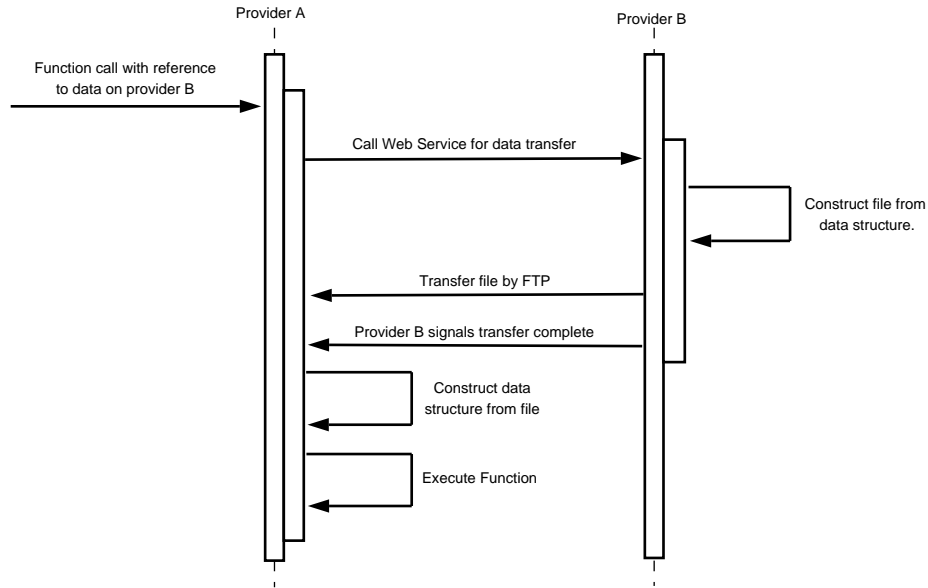 Provider A
Provider B
Function call with reference
to data on provider B
Call Web Service for data transfer
Construct file from
data structure.
Transfer file by FTP
Provider B signals transfer complete
Construct data
structure from file
Execute Function